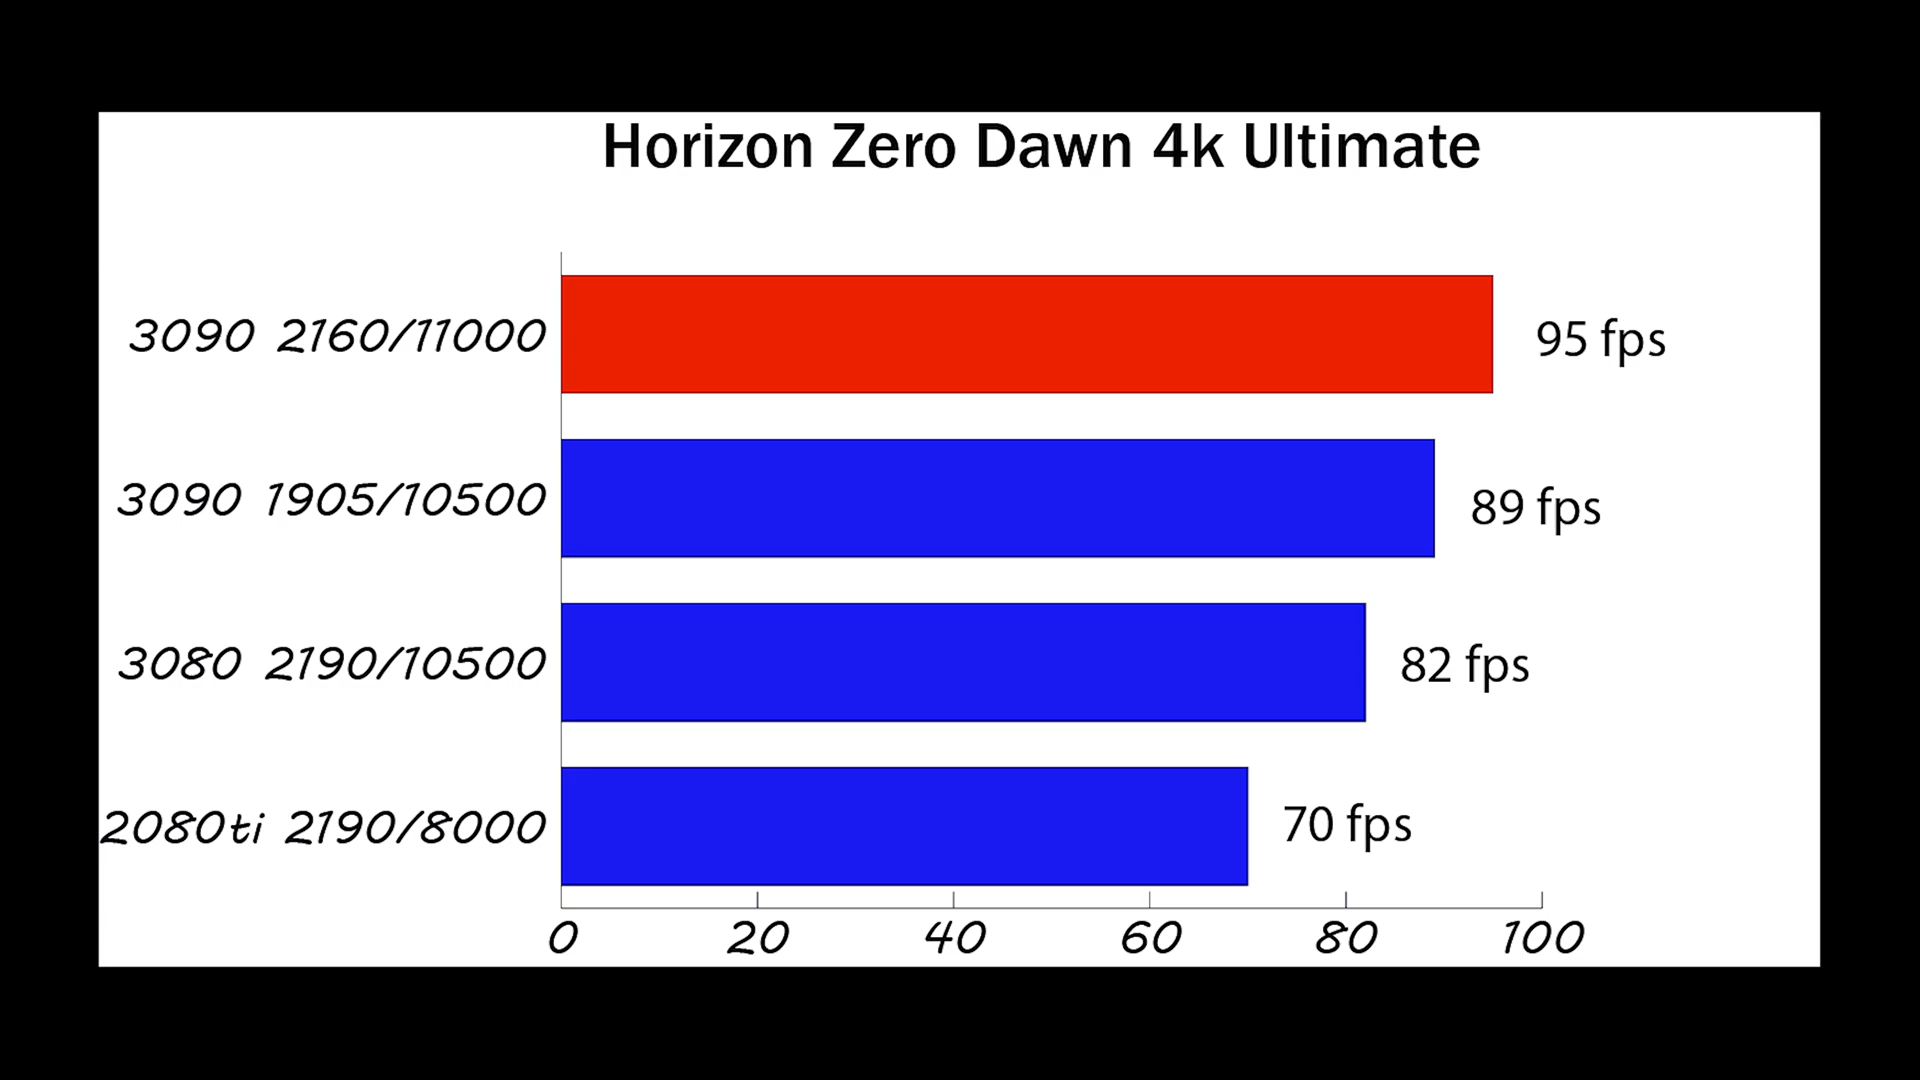 Horizon Zero Dawn 4k Ultimate
3090 2160/11000
95 fps
3090 1905/10500
89 fps
3080 2190/10500
82 fps
2080ti 2190/8000
70 fps
0 20 40 60 80 100